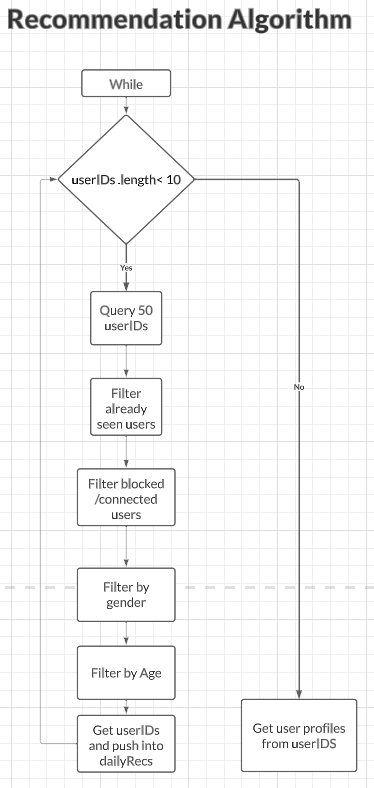 Recommendation Algorithm
While
userIDs .length< 10
Yes
Query 50
userIDs
Filter
already
seen users
No
Filter blocked
/connected
users
Filter by
gender
Filter by Age
Get userIDs
and push into
dailyRecs
Get user profiles
from userIDS